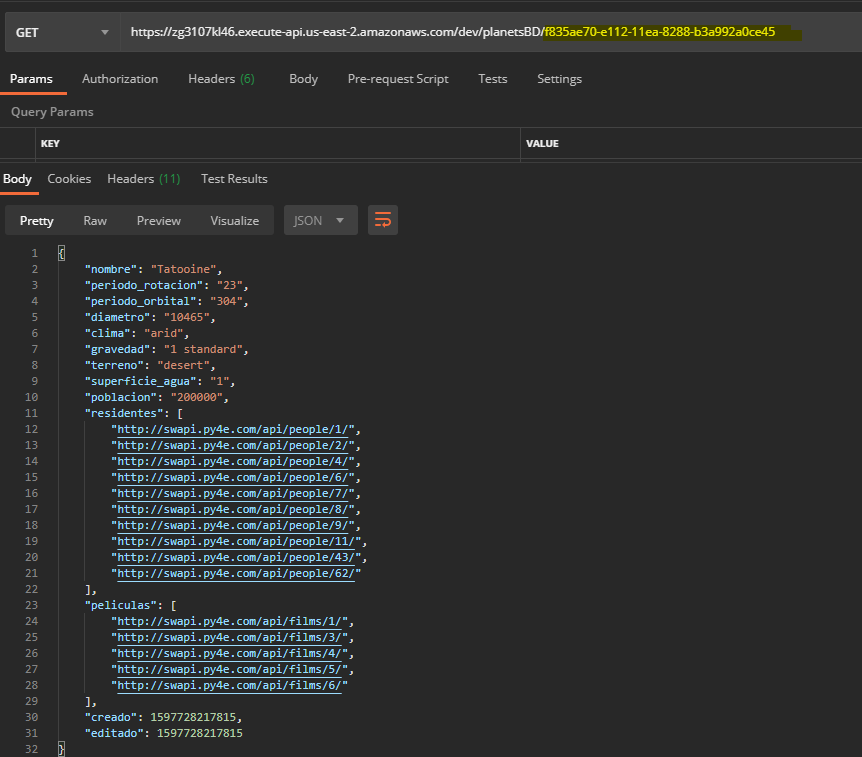 GET https://zg3107kl46.execute-api.us-east-2.amazonaws.com/dev/planetsBD/f835ae70-e112-11ea-8288-b3a992a0ce45
Params Authorization Headers (6) Body Pre-request Script Tests Settings
Query Params
KEY VALUE
Body Cookies Headers (11) Test Results
Pretty Raw Preview Visualize JSON
1 {
2 "nombre": "Tatooine",
3 "periodo_rotacion": "23",
4 "periodo_orbital": "304",
5 "diametro": "10465",
6 "clima": "arid",
7 "gravedad": "1 standard",
8 "terreno": "desert",
9 "superficie_agua": "1",
10 "poblacion": "200000",
11 "residentes": [
12 "http://swapi.py4e.com/api/people/1/",
13 "http://swapi.py4e.com/api/people/2/",
14 "http://swapi.py4e.com/api/people/4/",
15 "http://swapi.py4e.com/api/people/6/",
16 "http://swapi.py4e.com/api/people/7/",
17 "http://swapi.py4e.com/api/people/8/",
18 "http://swapi.py4e.com/api/people/9/",
19 "http://swapi.py4e.com/api/people/11/",
20 "http://swapi.py4e.com/api/people/43/",
21 "http://swapi.py4e.com/api/people/62/"
22 ],
23 "peliculas": [
24 "http://swapi.py4e.com/api/films/1/",
25 "http://swapi.py4e.com/api/films/3/",
26 "http://swapi.py4e.com/api/films/4/",
27 "http://swapi.py4e.com/api/films/5/",
28 "http://swapi.py4e.com/api/films/6/"
29 ],
30 "creado": 1597728217815,
31 "editado": 1597728217815
32 }